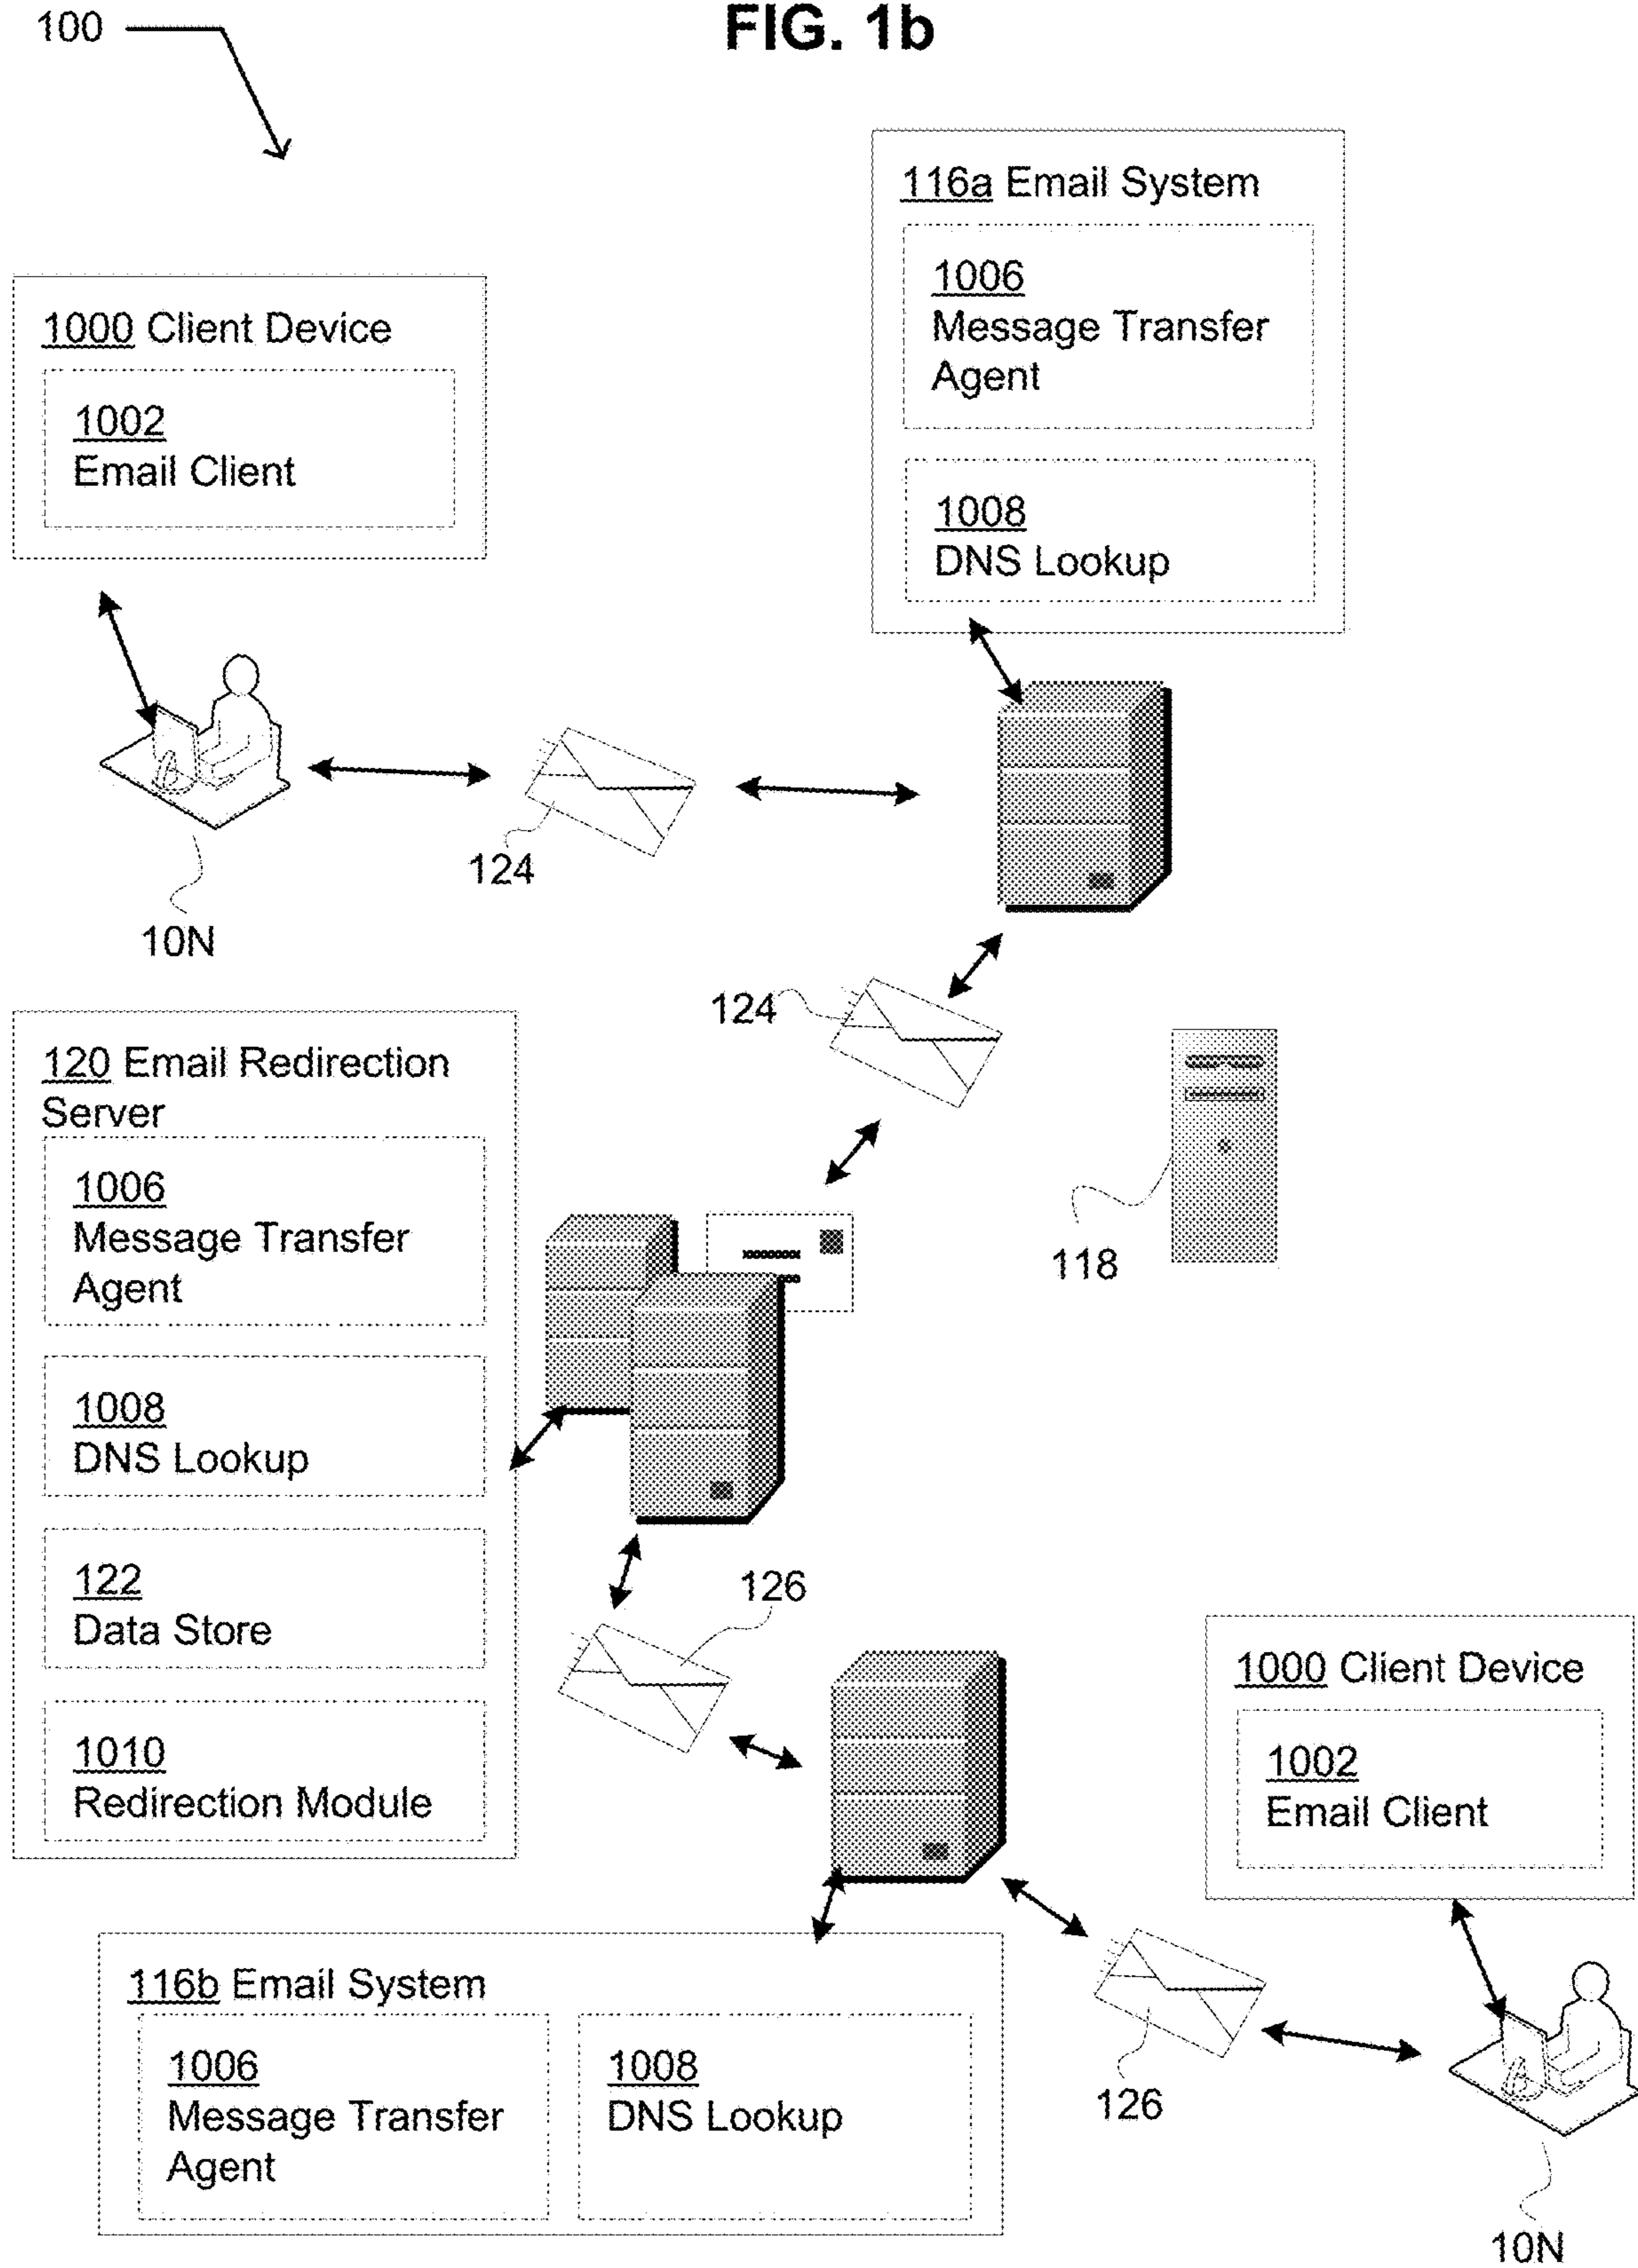 FIG. 1b
100
116a Email System
1006
Message Transfer
Agent
1008
DNS Lookup
1000 Client Device
1002
Email Client
124
10N
124
118
120 Email Redirection
Server
1006
Message Transfer
Agent
1008
DNS Lookup
122
Data Store
1010
Redirection Module
126
1000 Client Device
1002
Email Client
116b Email System
1006
Message Transfer
Agent
1008
DNS Lookup
126
10N